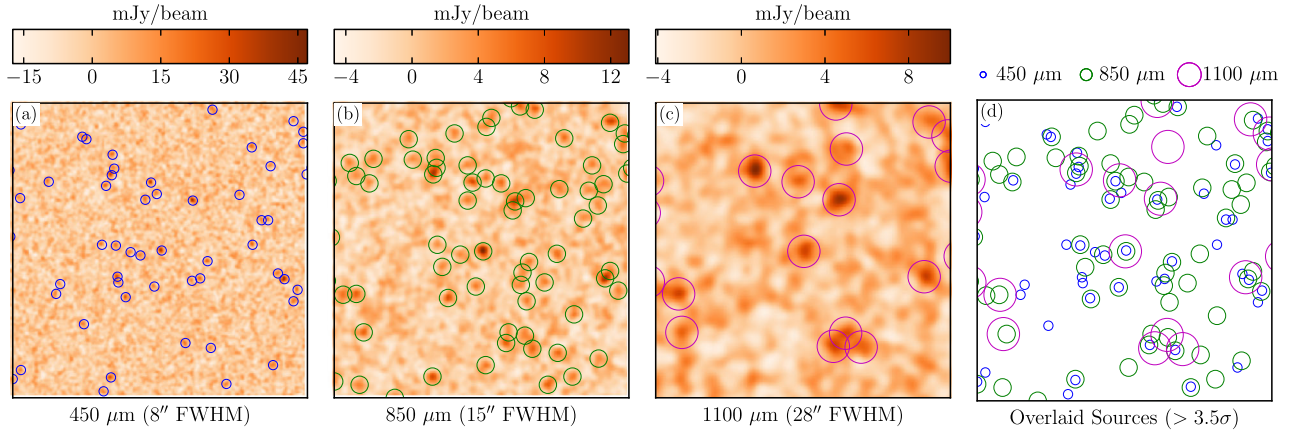 mJy/beam mJy/beam mJy/beam
−15 0 15 30 45 −4 0 4 8 12 −4 0 4 8
450 μm 850 μm 1100 μm
(a) (b) (c) (d)
450 μm (8″ FWHM) 850 μm (15″ FWHM) 1100 μm (28″ FWHM) Overlaid Sources (> 3.5σ)